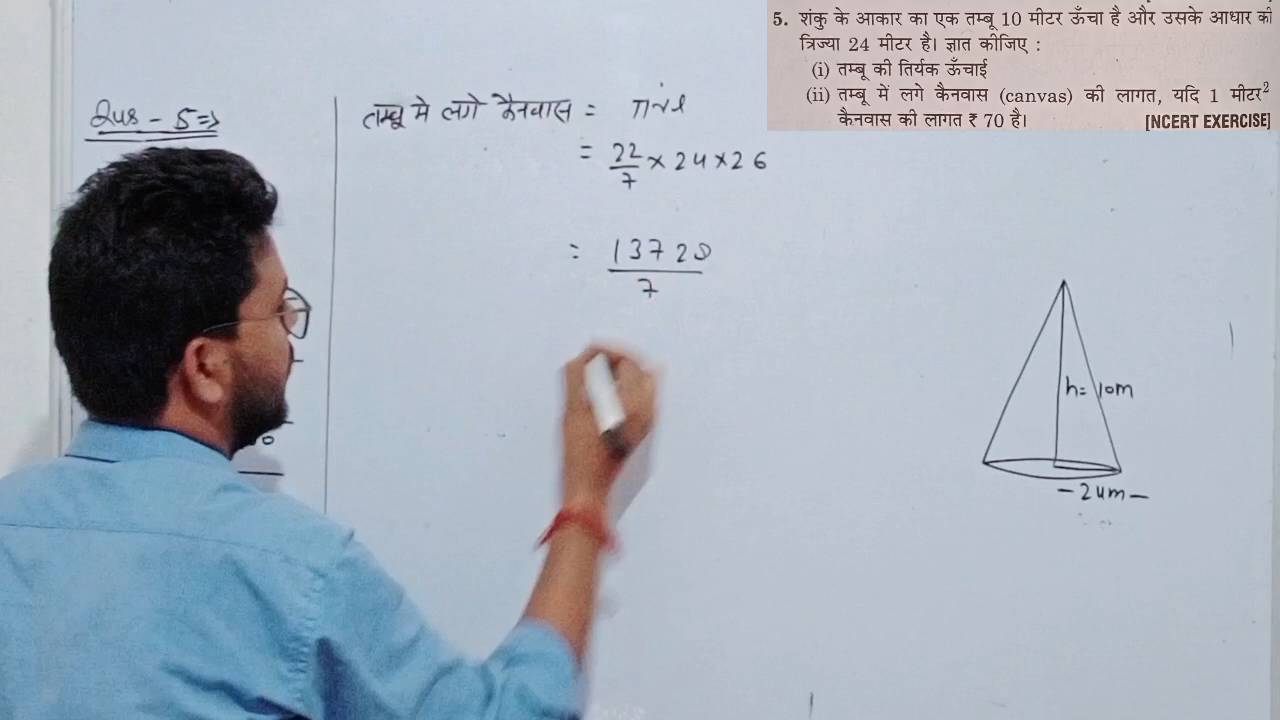 5. शंकु के आकार का एक तम्बू 10 मीटर ऊँचा है और उसके आधार की
त्रिज्या 24 मीटर है। ज्ञात कीजिए :
(i) तम्बू की तिर्यक ऊँचाई
(ii) तम्बू में लगे कैनवास (canvas) की लागत, यदि 1 मीटर²
कैनवास की लागत ₹ 70 है।
[NCERT EXERCISE]
Qus - 5 =>
तम्बू मे लगे कैनवास = πrl
= 22/7 × 24 × 26
= 13728/7
h = 10m
- 24m -